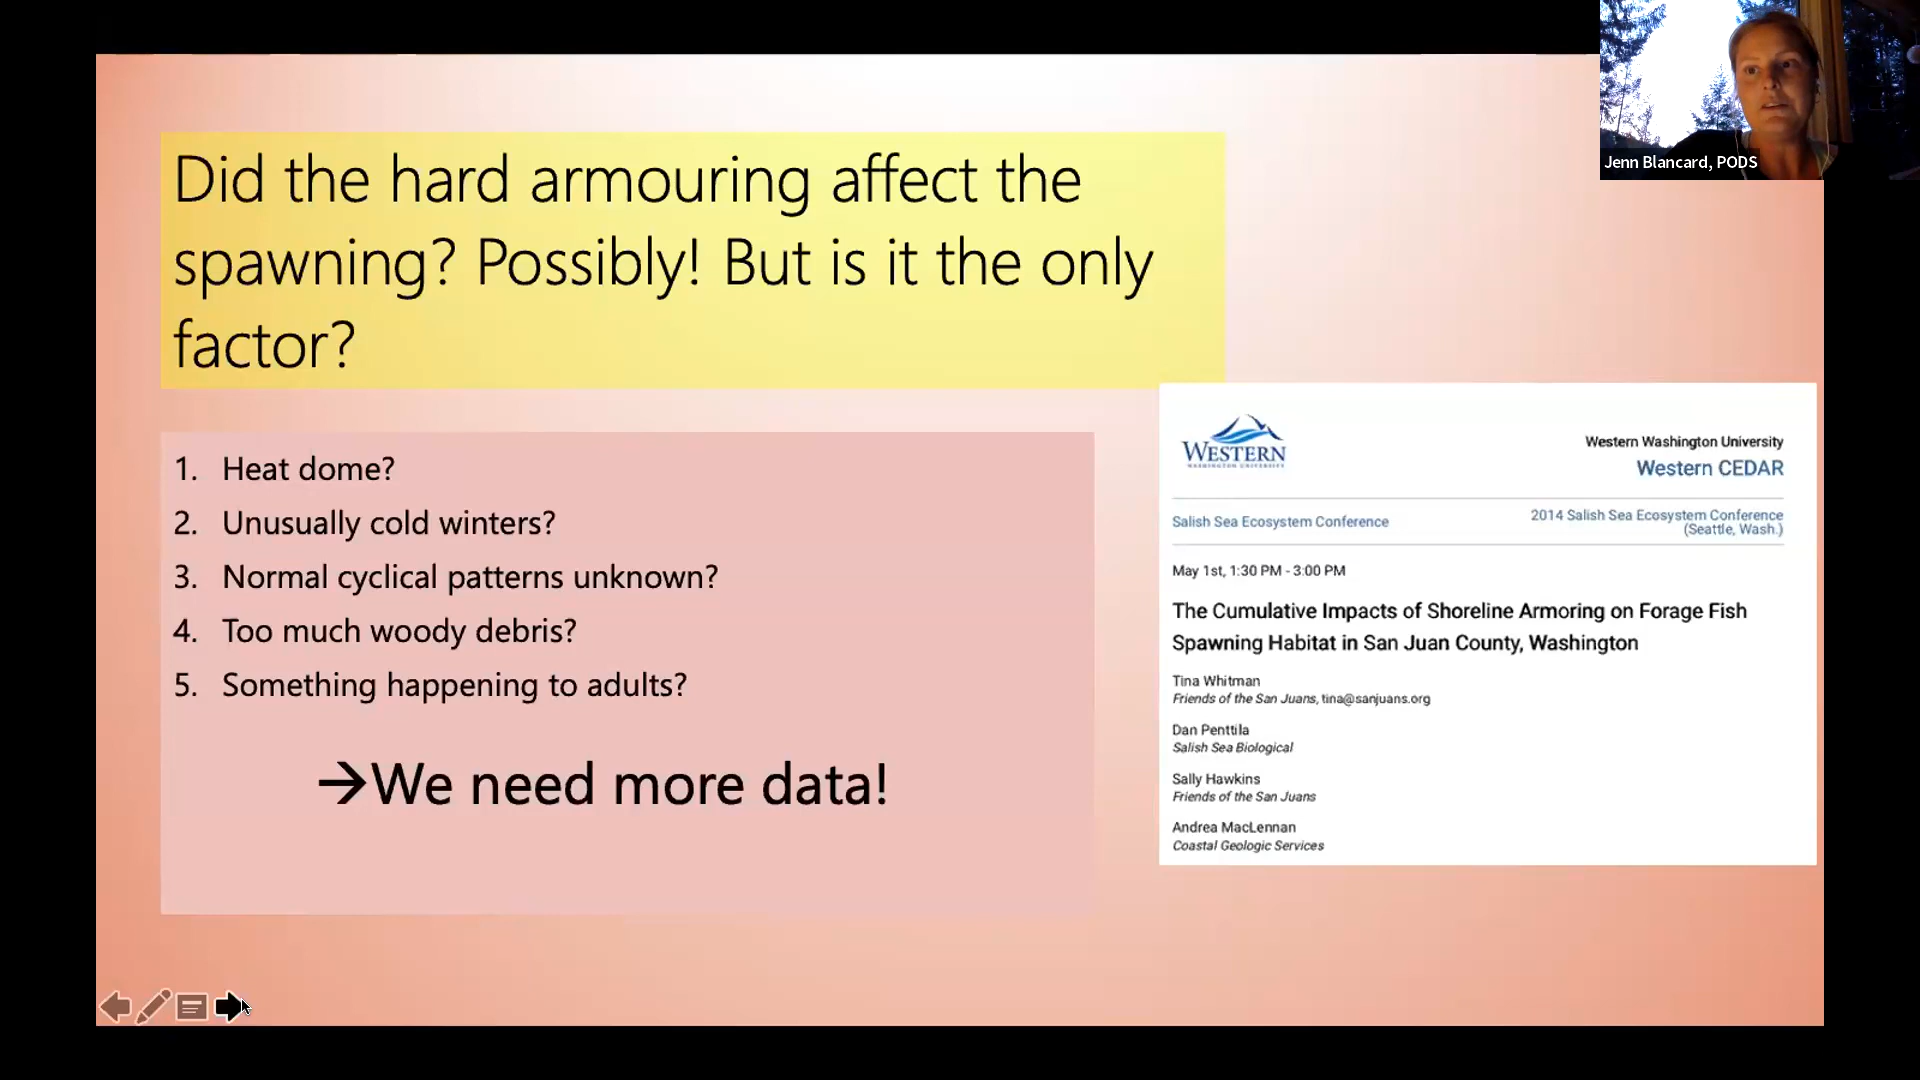 Jenn Blancard, PODS
Did the hard armouring affect the
spawning? Possibly! But is it the only
factor?
1. Heat dome?
2. Unusually cold winters?
3. Normal cyclical patterns unknown?
4. Too much woody debris?
5. Something happening to adults?
→We need more data!
WESTERN
WASHINGTON UNIVERSITY
Western Washington University
Western CEDAR
Salish Sea Ecosystem Conference
2014 Salish Sea Ecosystem Conference
(Seattle, Wash.)
May 1st, 1:30 PM - 3:00 PM
The Cumulative Impacts of Shoreline Armoring on Forage Fish
Spawning Habitat in San Juan County, Washington
Tina Whitman
Friends of the San Juans, tina@sanjuans.org
Dan Penttila
Salish Sea Biological
Sally Hawkins
Friends of the San Juans
Andrea MacLennan
Coastal Geologic Services